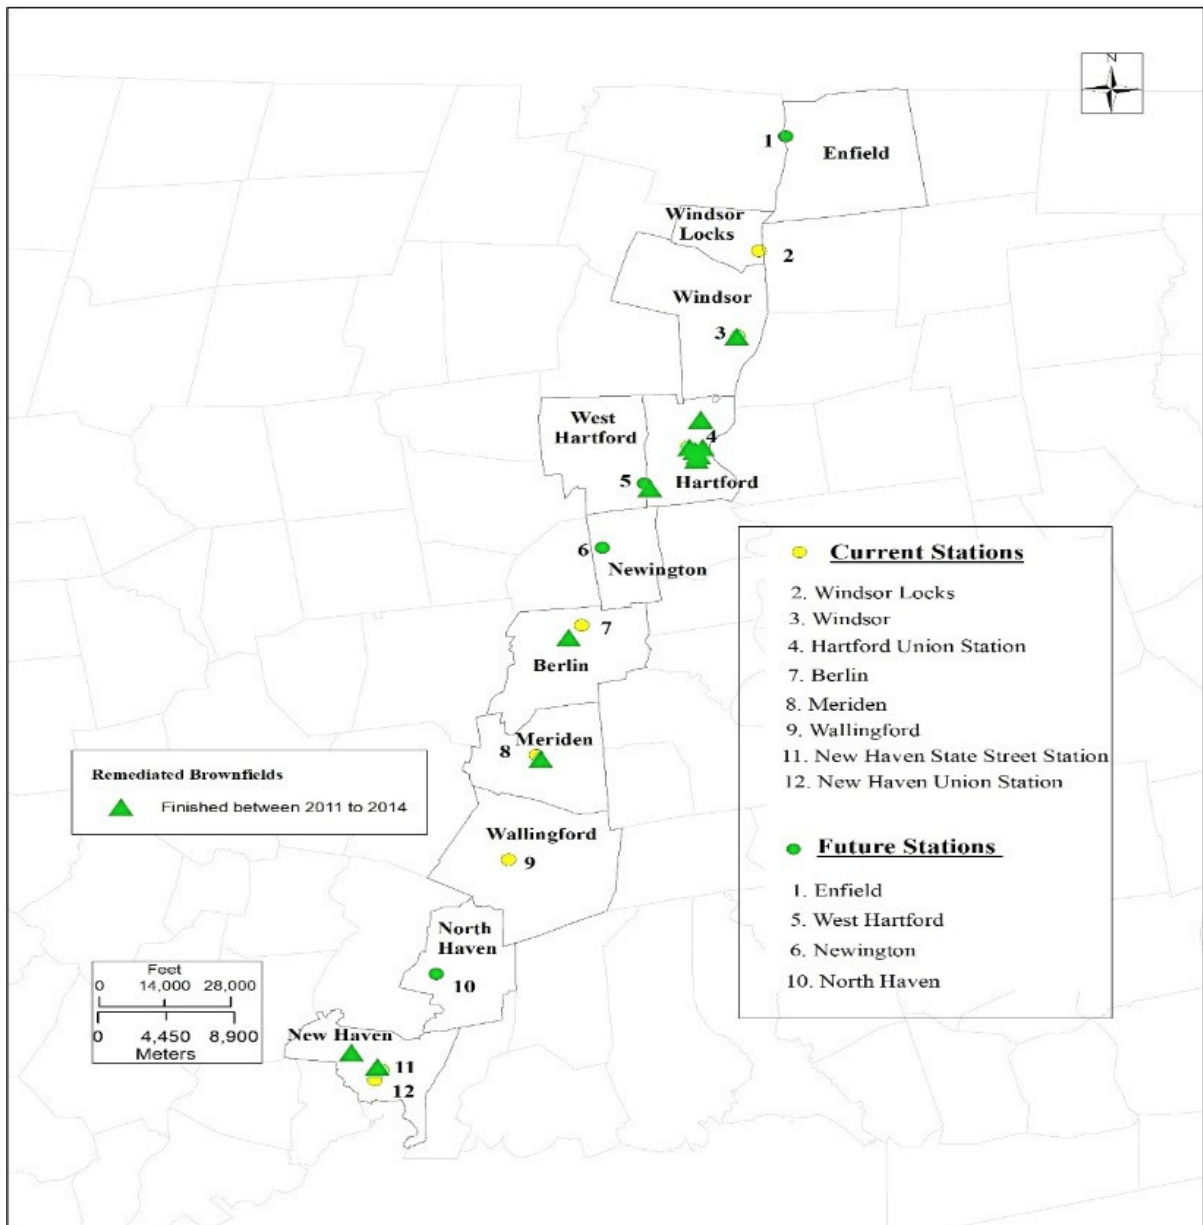 N
1
Enfield
Windsor
Locks
2
Windsor
3
West
Hartford
4
5
Hartford
6
Newington
7
Berlin
8
Meriden
Wallingford
9
North
Haven
10
New Haven
11
12
Current Stations
2. Windsor Locks
3. Windsor
4. Hartford Union Station
7. Berlin
8. Meriden
9. Wallingford
11. New Haven State Street Station
12. New Haven Union Station
Future Stations
1. Enfield
5. West Hartford
6. Newington
10. North Haven
Remediated Brownfields
Finished between 2011 to 2014
Feet
0 14,000 28,000
0 4,450 8,900
Meters